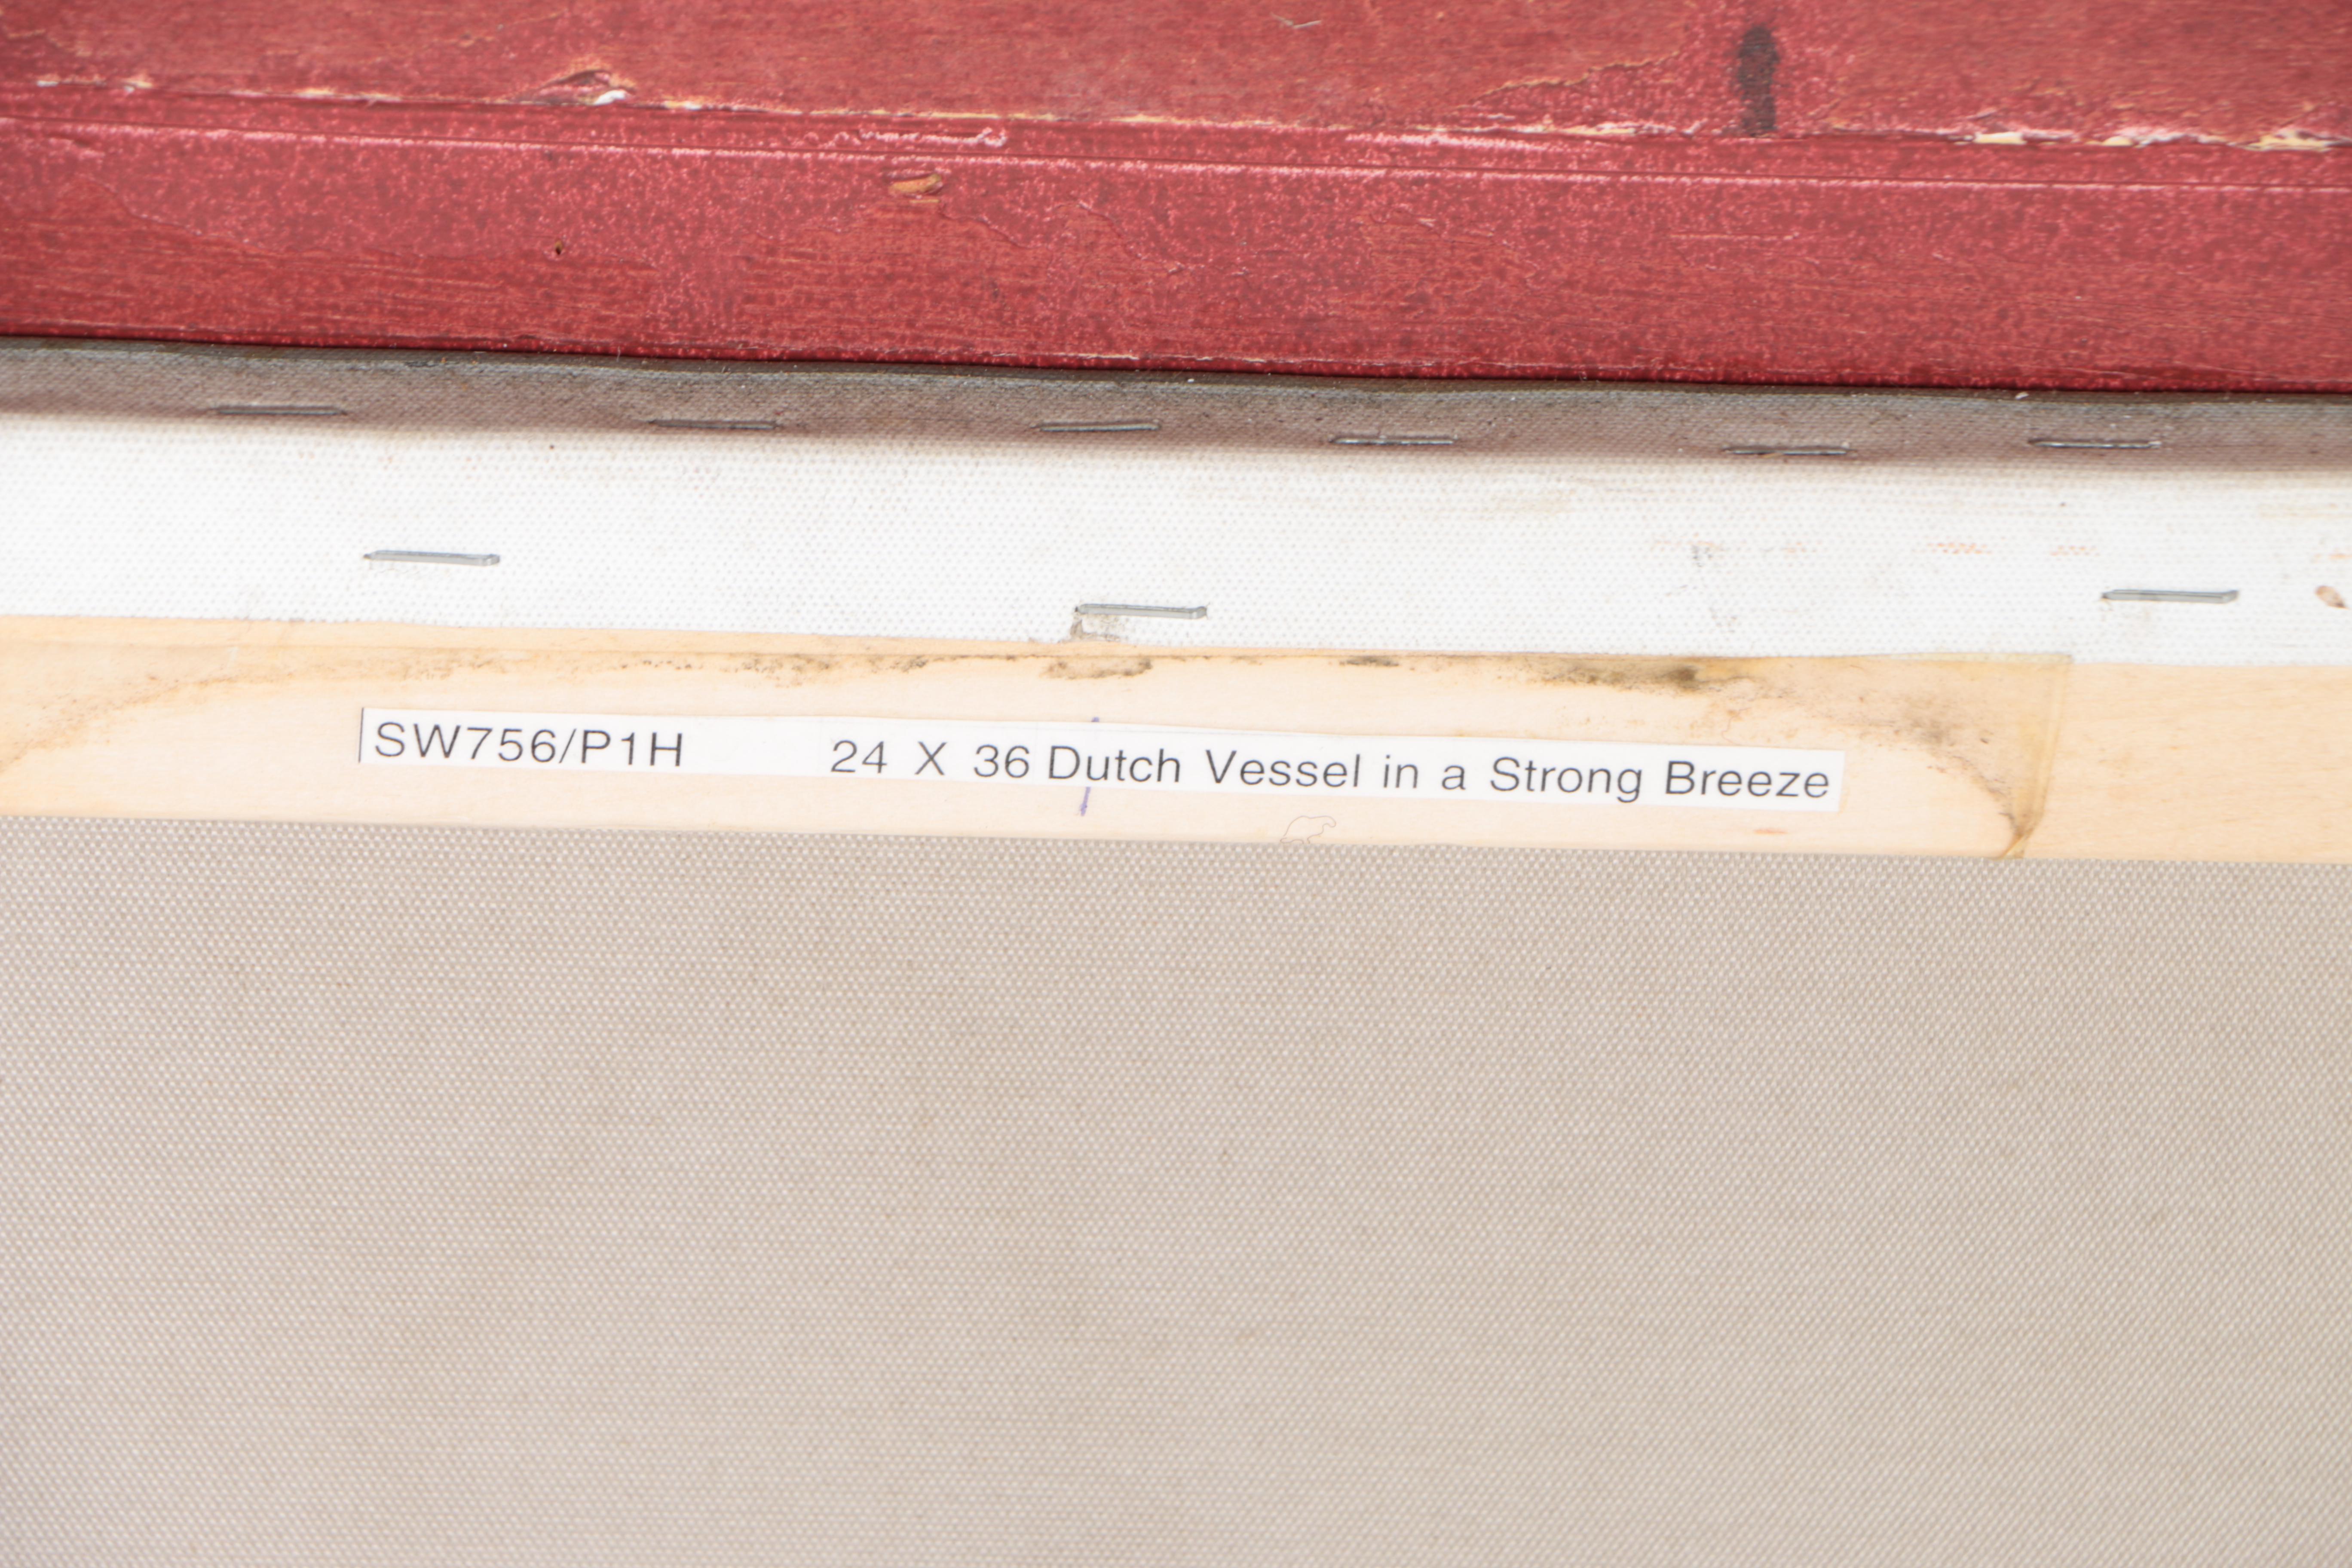 SW756/P1H 24 X 36 Dutch Vessel in a Strong Breeze